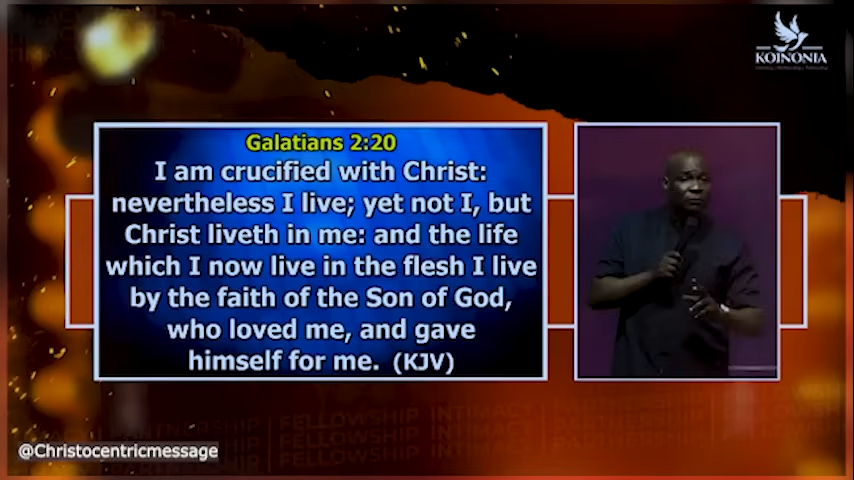 KOINONIA
Galatians 2:20
I am crucified with Christ:
nevertheless I live; yet not I, but
Christ liveth in me: and the life
which I now live in the flesh I live
by the faith of the Son of God,
who loved me, and gave
himself for me. (KJV)
FELLOWSHIP INTIMACY
@Christocentricmessage